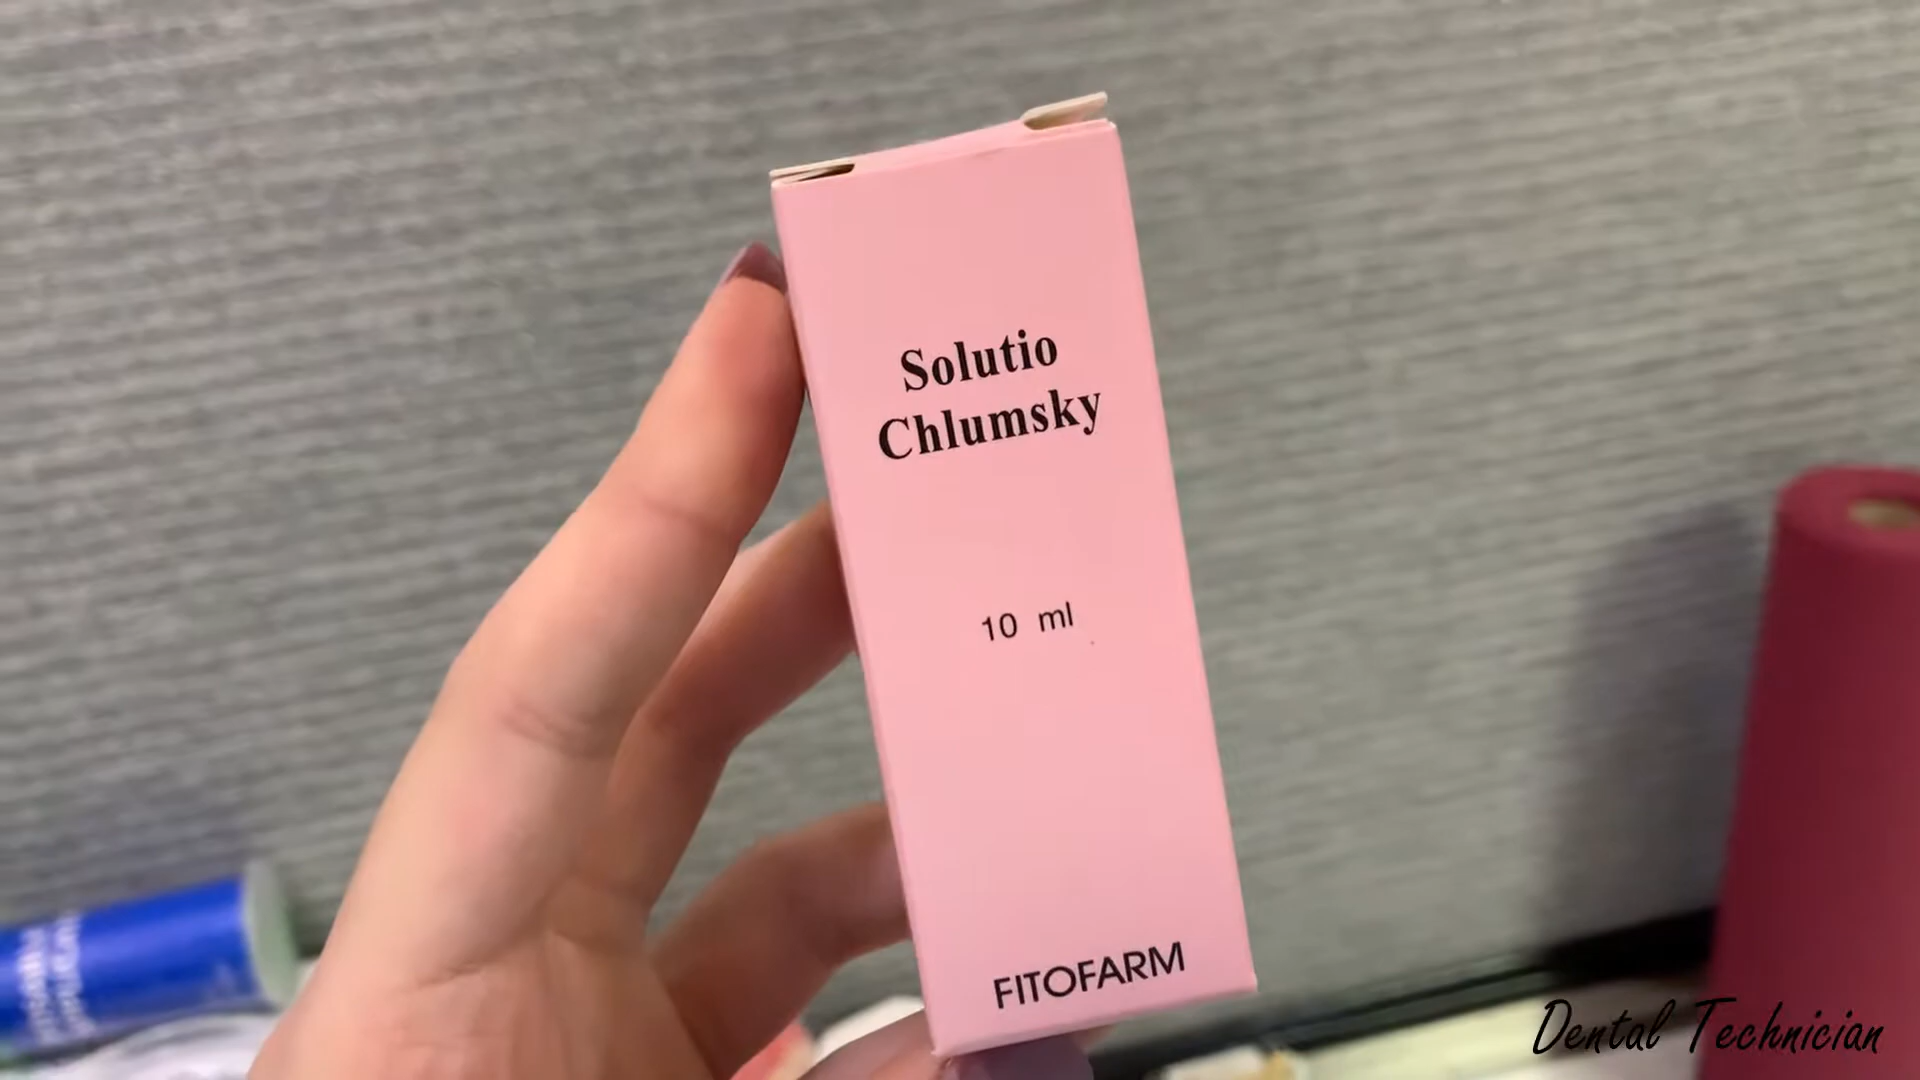 Solutio
Chlumsky
10 ml
FITOFARM
Dental Technician